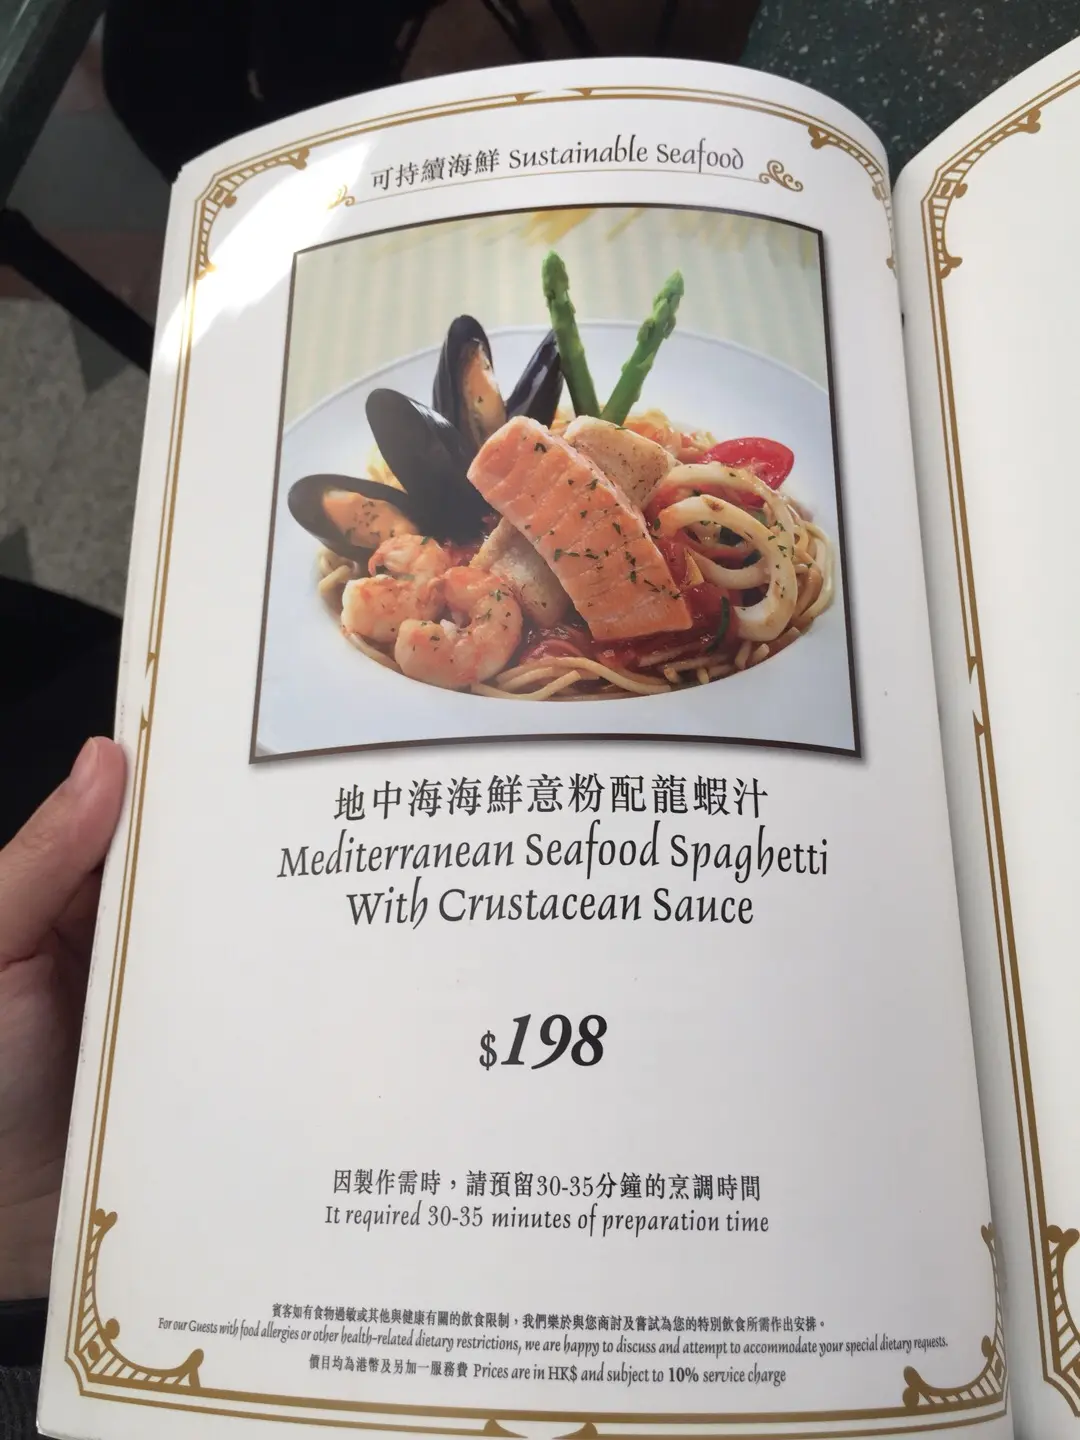 可持續海鮮 Sustainable Seafood
地中海海鮮意粉配龍蝦汁
Mediterranean Seafood Spaghetti
With Crustacean Sauce
$198
因製作需時，請預留30-35分鐘的烹調時間
It required 30-35 minutes of preparation time
賓客如有食物過敏或其他與健康有關的飲食限制，我們樂於與您商討及嘗試為您的特別飲食所需作出安排。
For our Guests with food allergies or other health-related dietary restrictions, we are happy to discuss and attempt to accommodate your special dietary requests.
價目均為港幣及另加一服務費 Prices are in HK$ and subject to 10% service charge